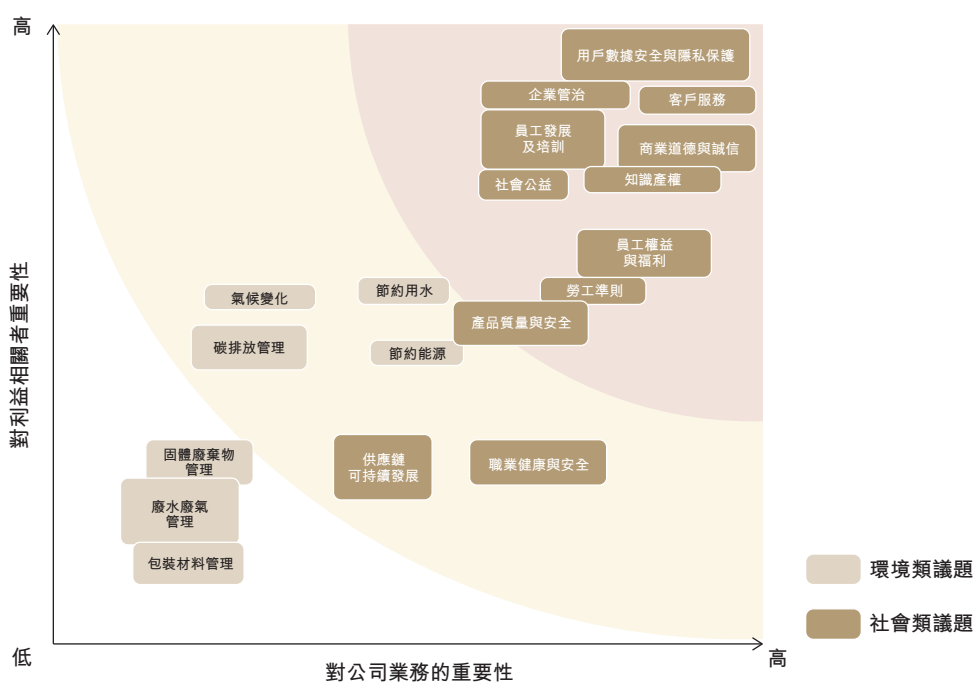 高
用戶數據安全與隱私保護
企業管治
客戶服務
員工發展
及培訓
商業道德與誠信
社會公益
知識產權
員工權益
與福利
氣候變化
節約用水
勞工準則
產品質量與安全
碳排放管理
節約能源
對利益相關者重要性
固體廢棄物
管理
供應鏈
可持續發展
職業健康與安全
廢水廢氣
管理
包裝材料管理
環境類議題
社會類議題
低
對公司業務的重要性
高